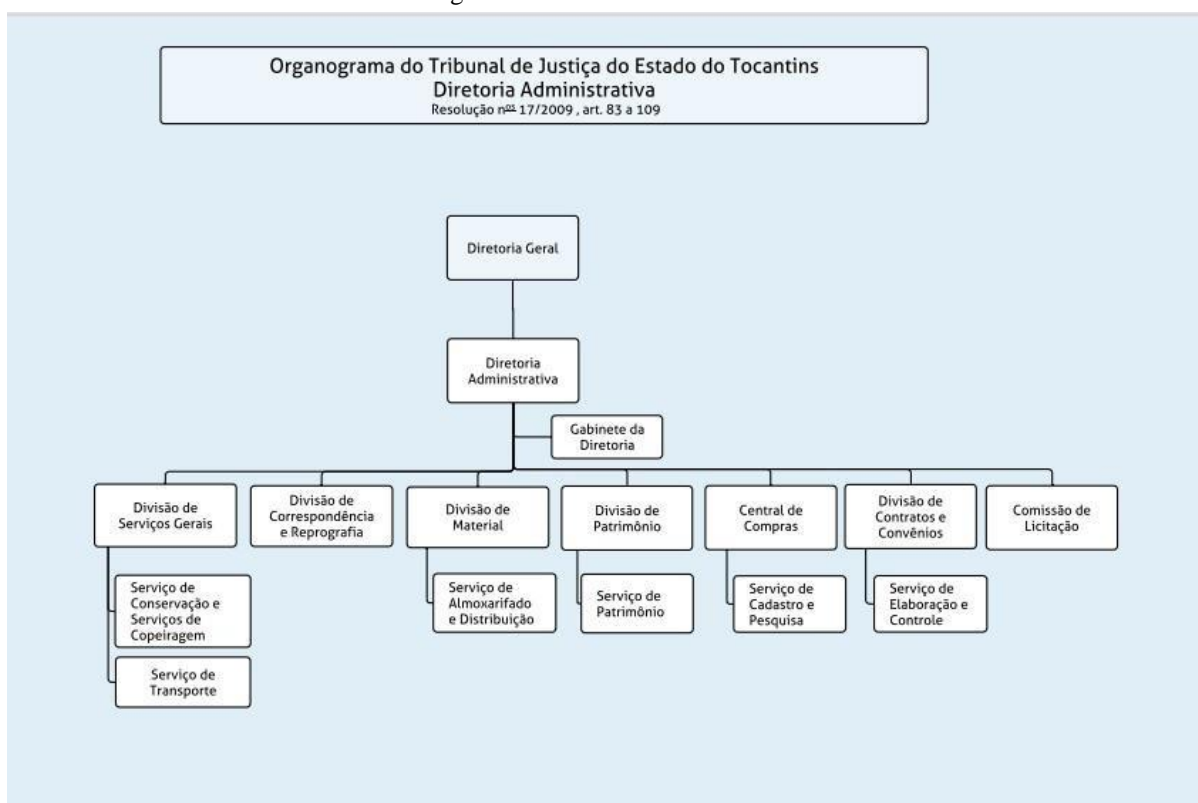 Organograma do Tribunal de Justiça do Estado do Tocantins
Diretoria Administrativa
Resolução nºs 17/2009 , art. 83 a 109
Diretoria Geral
Diretoria
Administrativa
Gabinete da
Diretoria
Divisão de
Serviços Gerais
Divisão de
Correspondência
e Reprografia
Divisão de
Material
Divisão de
Patrimônio
Central de
Compras
Divisão de
Contratos e
Convênios
Comissão de
Licitação
Serviço de
Conservação e
Serviços de
Copeiragem
Serviço de
Almoxarifado
e Distribuição
Serviço de
Patrimônio
Serviço de
Cadastro e
Pesquisa
Serviço de
Elaboração e
Controle
Serviço de
Transporte